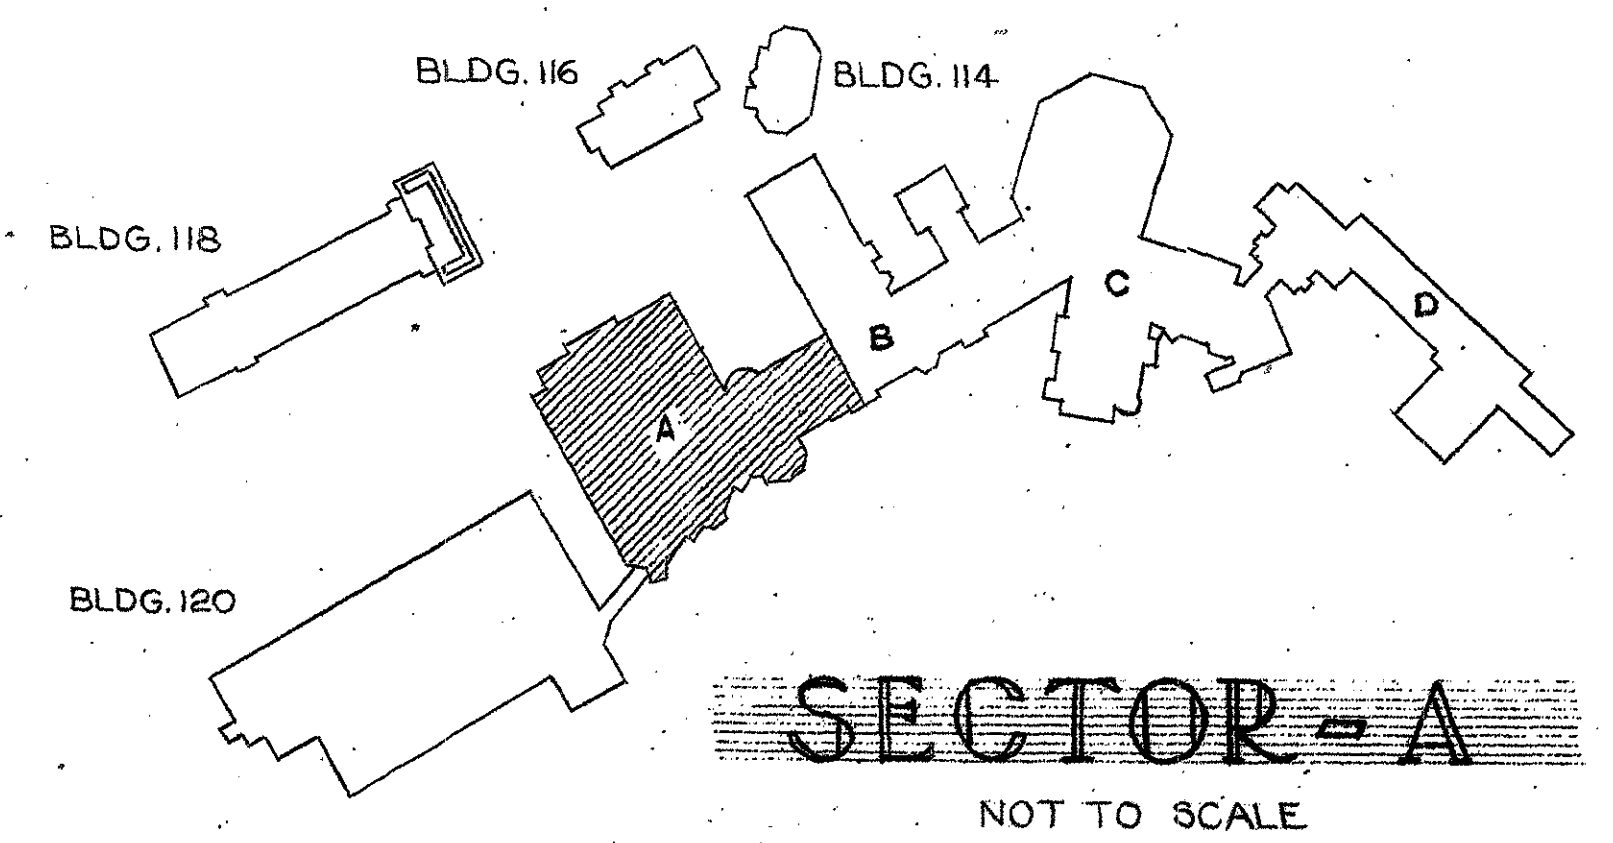 BLDG. 116
BLDG. 114
BLDG. 118
C
D
B
A
BLDG. 120
SECTOR-A
NOT TO SCALE